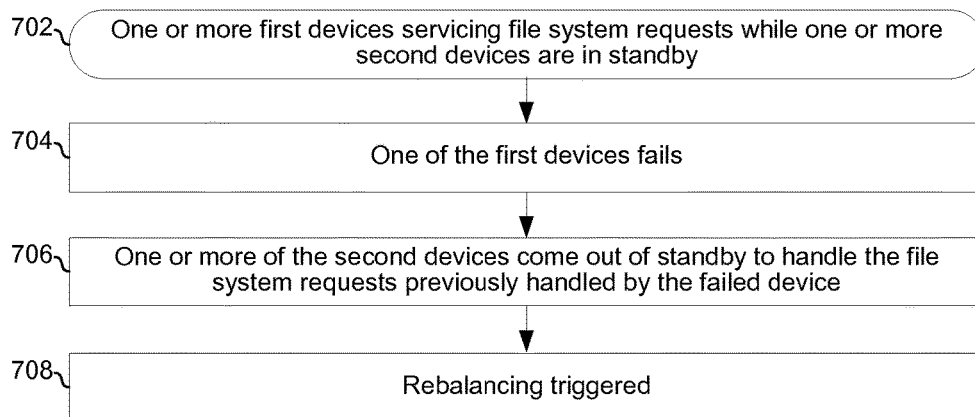 702
One or more first devices servicing file system requests while one or more
second devices are in standby
704
One of the first devices fails
706
One or more of the second devices come out of standby to handle the file
system requests previously handled by the failed device
708
Rebalancing triggered